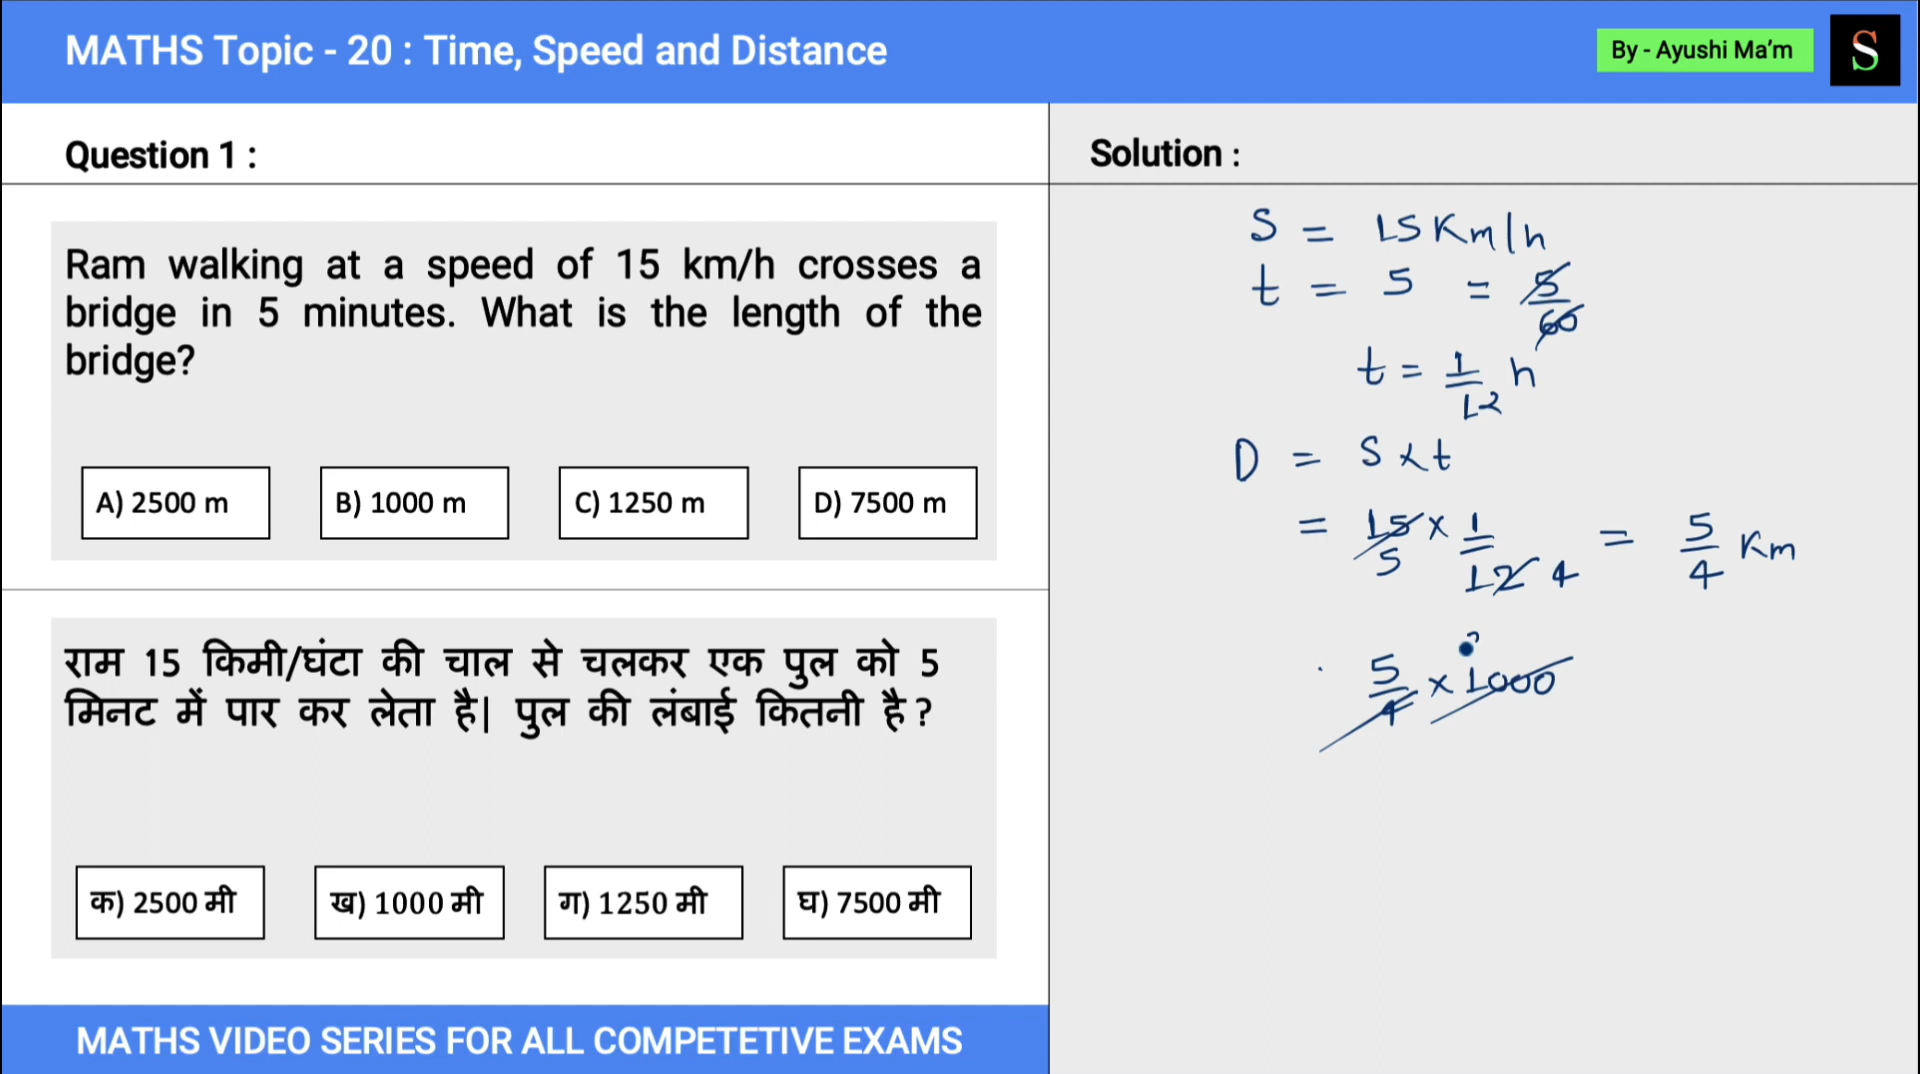 MATHS Topic - 20 : Time, Speed and Distance
By - Ayushi Ma'm
S
Question 1 :
Ram walking at a speed of 15 km/h crosses a
bridge in 5 minutes. What is the length of the
bridge?
A) 2500 m
B) 1000 m
C) 1250 m
D) 7500 m
राम 15 किमी/घंटा की चाल से चलकर एक पुल को 5
मिनट में पार कर लेता है| पुल की लंबाई कितनी है ?
क) 2500 मी
ख) 1000 मी
ग) 1250 मी
घ) 7500 मी
MATHS VIDEO SERIES FOR ALL COMPETETIVE EXAMS
Solution :
S = 15 Km/h
t = 5 = 5/60
t = 1/12 h
D = S x t
= 15 5 x 1/12 4 = 5/4 Km
5/4 x 1000